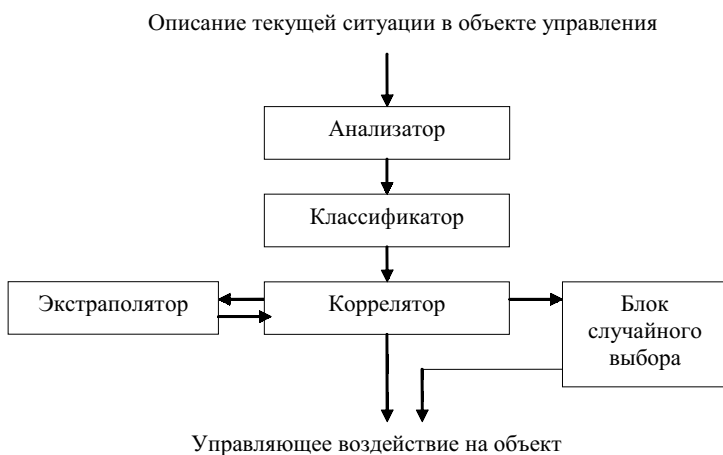 Описание текущей ситуации в объекте управления
Анализатор
Классификатор
Экстраполятор
Коррелятор
Блок
случайного
выбора
Управляющее воздействие на объект